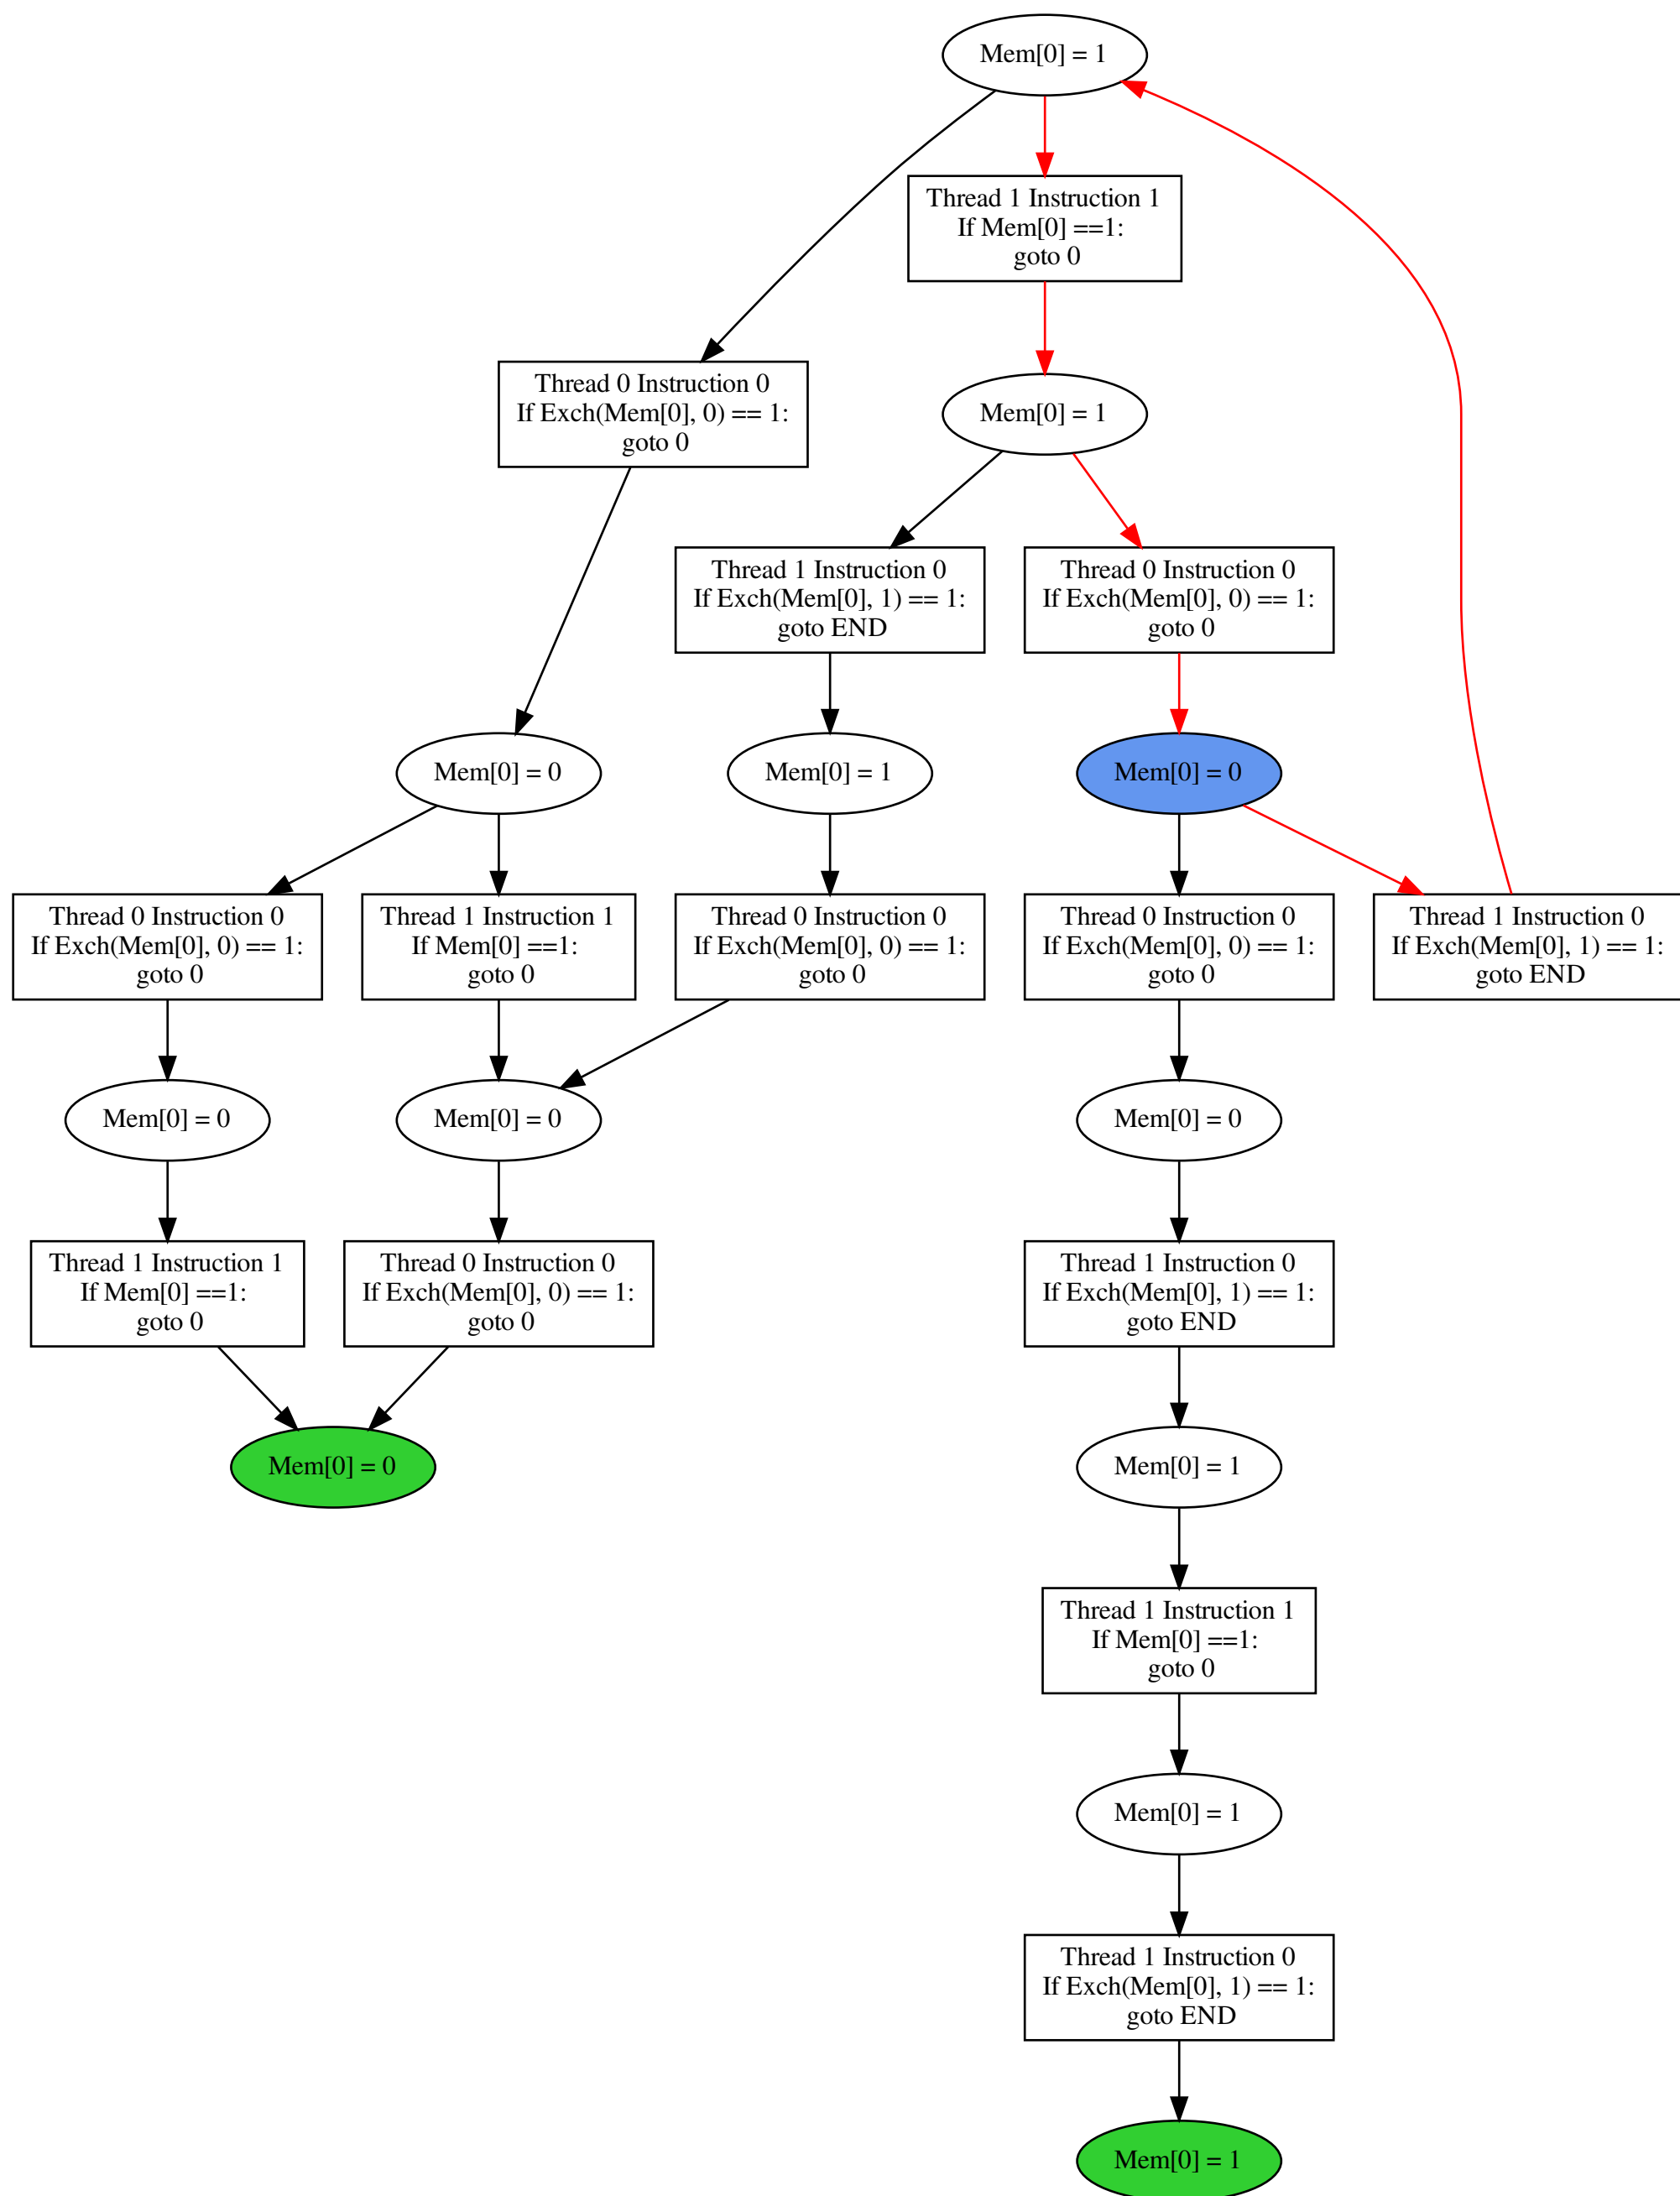 Mem[0] = 1
Thread 1 Instruction 1
If Mem[0] ==1:
goto 0
Thread 0 Instruction 0
If Exch(Mem[0], 0) == 1:
goto 0
Mem[0] = 1
Thread 1 Instruction 0
If Exch(Mem[0], 1) == 1:
goto END
Thread 0 Instruction 0
If Exch(Mem[0], 0) == 1:
goto 0
Mem[0] = 0
Mem[0] = 1
Mem[0] = 0
Thread 0 Instruction 0
If Exch(Mem[0], 0) == 1:
goto 0
Thread 1 Instruction 1
If Mem[0] ==1:
goto 0
Thread 0 Instruction 0
If Exch(Mem[0], 0) == 1:
goto 0
Thread 0 Instruction 0
If Exch(Mem[0], 0) == 1:
goto 0
Thread 1 Instruction 0
If Exch(Mem[0], 1) == 1:
goto END
Mem[0] = 0
Mem[0] = 0
Mem[0] = 0
Thread 1 Instruction 1
If Mem[0] ==1:
goto 0
Thread 0 Instruction 0
If Exch(Mem[0], 0) == 1:
goto 0
Thread 1 Instruction 0
If Exch(Mem[0], 1) == 1:
goto END
Mem[0] = 0
Mem[0] = 1
Thread 1 Instruction 1
If Mem[0] ==1:
goto 0
Mem[0] = 1
Thread 1 Instruction 0
If Exch(Mem[0], 1) == 1:
goto END
Mem[0] = 1